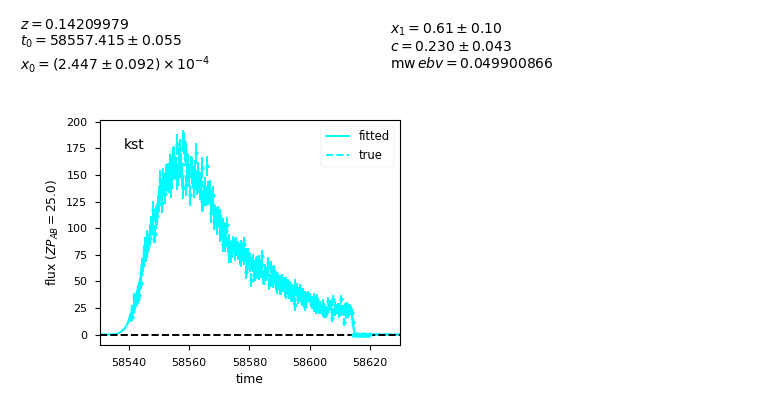 z = 0.14209979
t₀ = 58557.415 ± 0.055
x₀ = (2.447 ± 0.092) × 10⁻⁴
x₁ = 0.61 ± 0.10
c = 0.230 ± 0.043
mwebv = 0.049900866
200
175
150
125
100
75
50
25
0
flux (ZP_AB = 25.0)
kst
fitted
true
58540 58560 58580 58600 58620
time